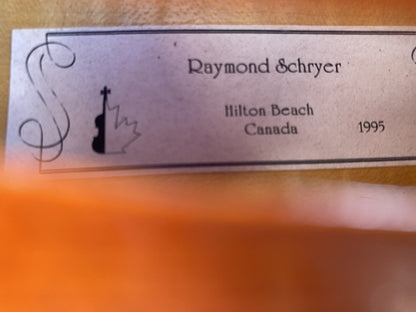 Raymond Schryer
Hilton Beach
Canada 1995